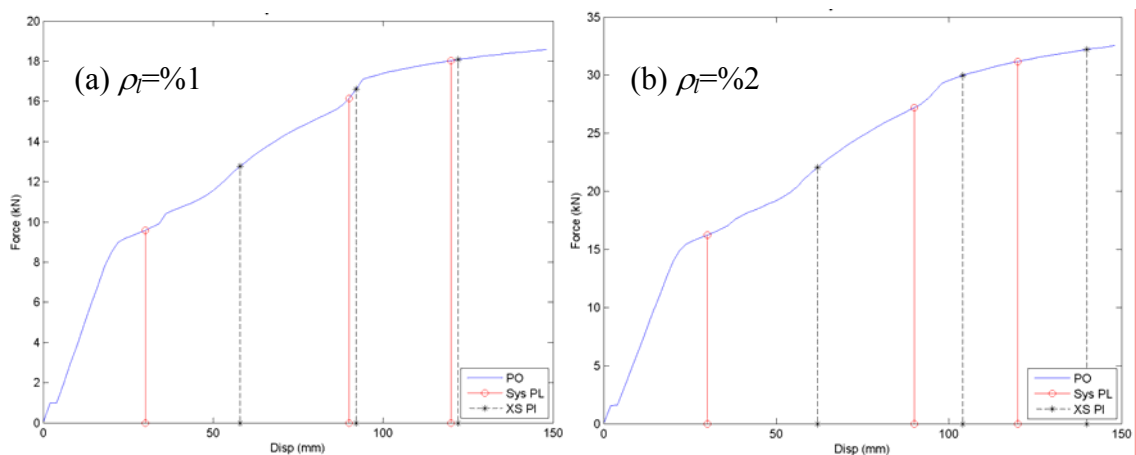 20
18
16
14
12
10
8
6
4
2
0
Force (kN)
(a) ρl=%1
PO
Sys PL
XS Pl
0 50 100 150
Disp (mm)
35
30
25
20
15
10
5
0
Force (kN)
(b) ρl=%2
PO
Sys PL
XS Pl
0 50 100 150
Disp (mm)